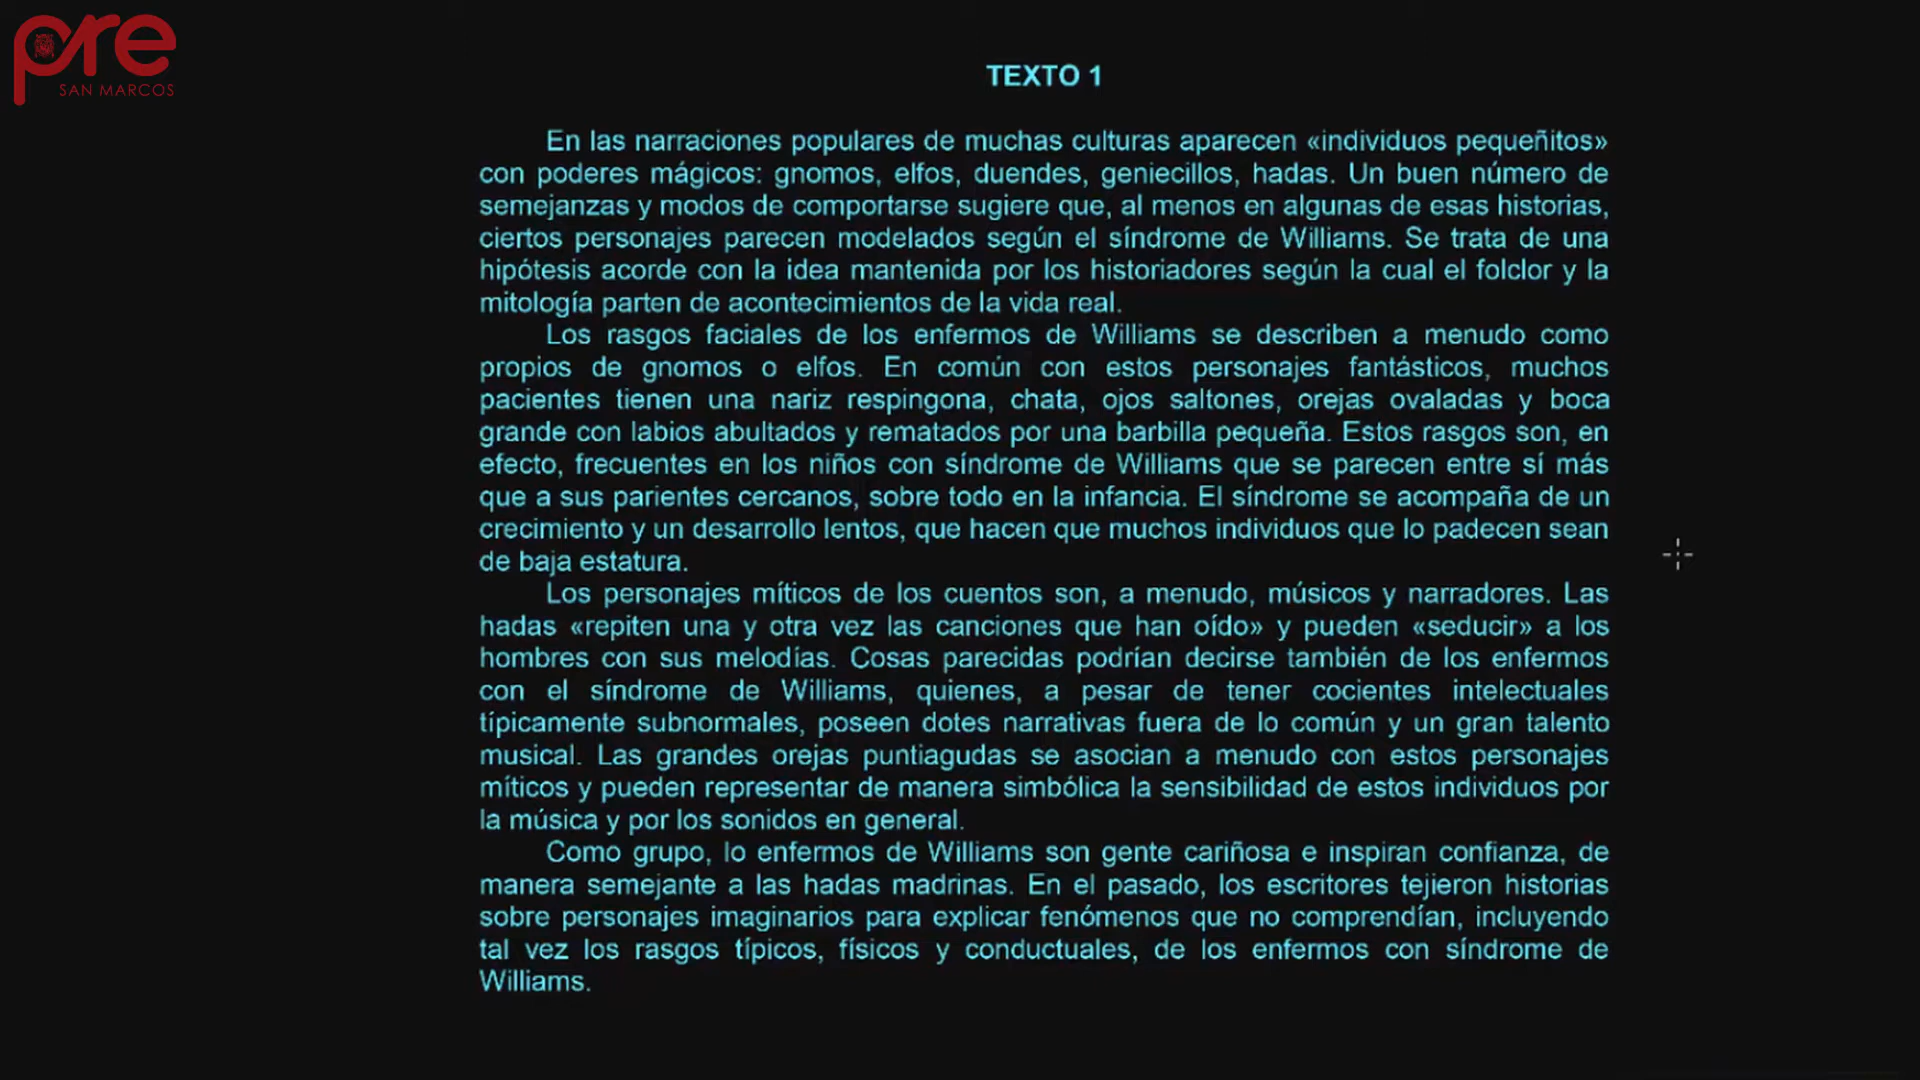 pre
SAN MARCOS
TEXTO 1
En las narraciones populares de muchas culturas aparecen «individuos pequeñitos»
con poderes mágicos: gnomos, elfos, duendes, geniecillos, hadas. Un buen número de
semejanzas y modos de comportarse sugiere que, al menos en algunas de esas historias,
ciertos personajes parecen modelados según el síndrome de Williams. Se trata de una
hipótesis acorde con la idea mantenida por los historiadores según la cual el folclor y la
mitología parten de acontecimientos de la vida real.
Los rasgos faciales de los enfermos de Williams se describen a menudo como
propios de gnomos o elfos. En común con estos personajes fantásticos, muchos
pacientes tienen una nariz respingona, chata, ojos saltones, orejas ovaladas y boca
grande con labios abultados y rematados por una barbilla pequeña. Estos rasgos son, en
efecto, frecuentes en los niños con síndrome de Williams que se parecen entre sí más
que a sus parientes cercanos, sobre todo en la infancia. El síndrome se acompaña de un
crecimiento y un desarrollo lentos, que hacen que muchos individuos que lo padecen sean
de baja estatura.
Los personajes míticos de los cuentos son, a menudo, músicos y narradores. Las
hadas «repiten una y otra vez las canciones que han oído» y pueden «seducir» a los
hombres con sus melodías. Cosas parecidas podrían decirse también de los enfermos
con el síndrome de Williams, quienes, a pesar de tener cocientes intelectuales
típicamente subnormales, poseen dotes narrativas fuera de lo común y un gran talento
musical. Las grandes orejas puntiagudas se asocian a menudo con estos personajes
míticos y pueden representar de manera simbólica la sensibilidad de estos individuos por
la música y por los sonidos en general.
Como grupo, lo enfermos de Williams son gente cariñosa e inspiran confianza, de
manera semejante a las hadas madrinas. En el pasado, los escritores tejieron historias
sobre personajes imaginarios para explicar fenómenos que no comprendían, incluyendo
tal vez los rasgos típicos, físicos y conductuales, de los enfermos con síndrome de
Williams.